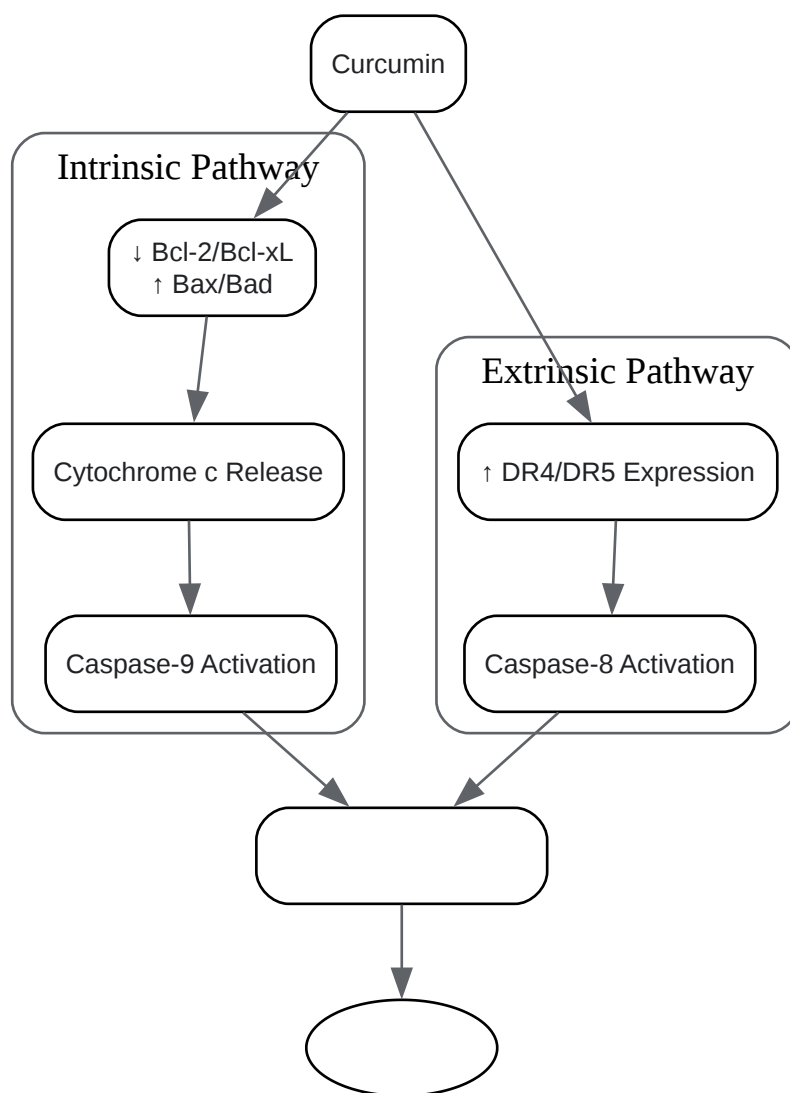 Curcumin
Intrinsic Pathway
↓ Bcl-2/Bcl-xL
↑ Bax/Bad
Extrinsic Pathway
Cytochrome c Release
↑ DR4/DR5 Expression
Caspase-9 Activation
Caspase-8 Activation